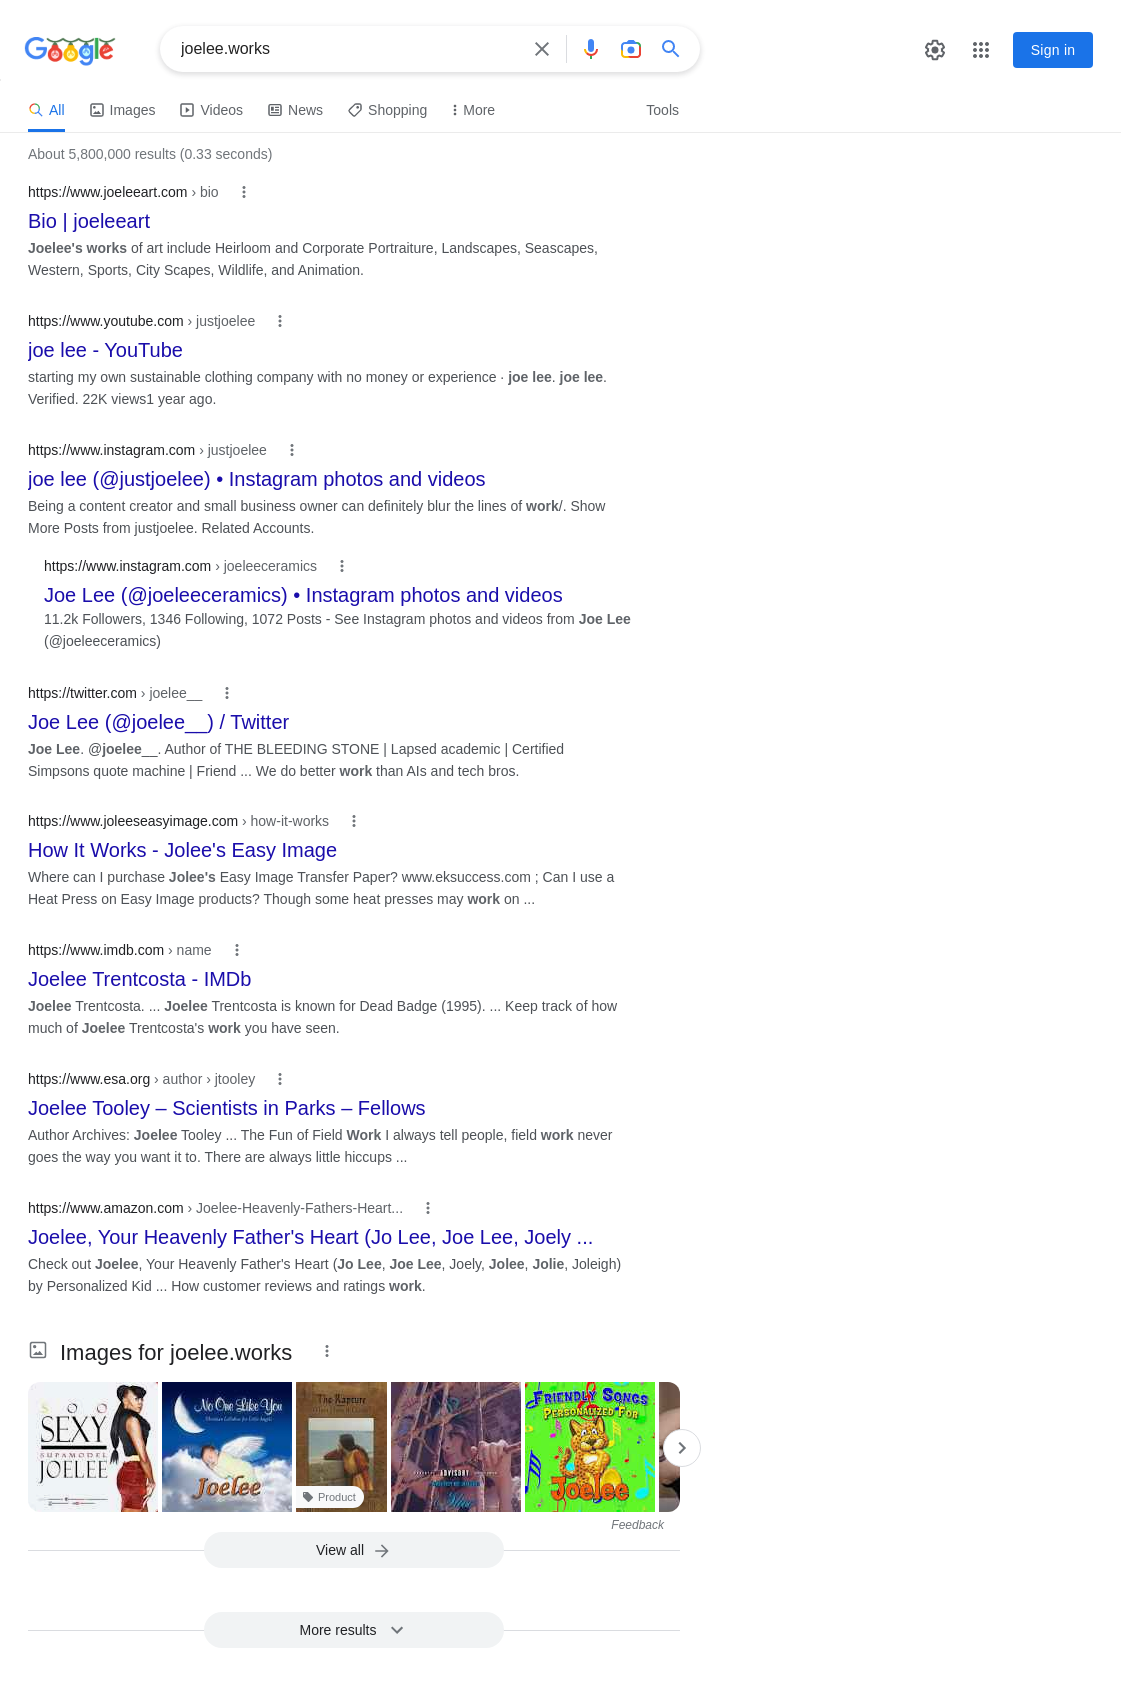 Google
joelee.works
Sign in
All
Images
Videos
News
Shopping
More
Tools
About 5,800,000 results (0.33 seconds)
https://www.joeleeart.com › bio
Bio | joeleeart
Joelee's works of art include Heirloom and Corporate Portraiture, Landscapes, Seascapes,
Western, Sports, City Scapes, Wildlife, and Animation.
https://www.youtube.com › justjoelee
joe lee - YouTube
starting my own sustainable clothing company with no money or experience · joe lee. joe lee.
Verified. 22K views1 year ago.
https://www.instagram.com › justjoelee
joe lee (@justjoelee) • Instagram photos and videos
Being a content creator and small business owner can definitely blur the lines of work/. Show
More Posts from justjoelee. Related Accounts.
https://www.instagram.com › joeleeceramics
Joe Lee (@joeleeceramics) • Instagram photos and videos
11.2k Followers, 1346 Following, 1072 Posts - See Instagram photos and videos from Joe Lee
(@joeleeceramics)
https://twitter.com › joelee__
Joe Lee (@joelee__) / Twitter
Joe Lee. @joelee__. Author of THE BLEEDING STONE | Lapsed academic | Certified
Simpsons quote machine | Friend ... We do better work than AIs and tech bros.
https://www.joleeseasyimage.com › how-it-works
How It Works - Jolee's Easy Image
Where can I purchase Jolee's Easy Image Transfer Paper? www.eksuccess.com ; Can I use a
Heat Press on Easy Image products? Though some heat presses may work on ...
https://www.imdb.com › name
Joelee Trentcosta - IMDb
Joelee Trentcosta. ... Joelee Trentcosta is known for Dead Badge (1995). ... Keep track of how
much of Joelee Trentcosta's work you have seen.
https://www.esa.org › author › jtooley
Joelee Tooley – Scientists in Parks – Fellows
Author Archives: Joelee Tooley ... The Fun of Field Work I always tell people, field work never
goes the way you want it to. There are always little hiccups ...
https://www.amazon.com › Joelee-Heavenly-Fathers-Heart...
Joelee, Your Heavenly Father's Heart (Jo Lee, Joe Lee, Joely ...
Check out Joelee, Your Heavenly Father's Heart (Jo Lee, Joe Lee, Joely, Jolee, Jolie, Joleigh)
by Personalized Kid ... How customer reviews and ratings work.
Images for joelee.works
SOO
SEXY
SUPAMODEL
JOELEE
No One Like You
Christian Lullabies for Little Angels
Joelee
The Rapture
Product
ADVISORY
FRIENDLY SONGS
PERSONALIZED FOR
Joelee
Feedback
View all
More results